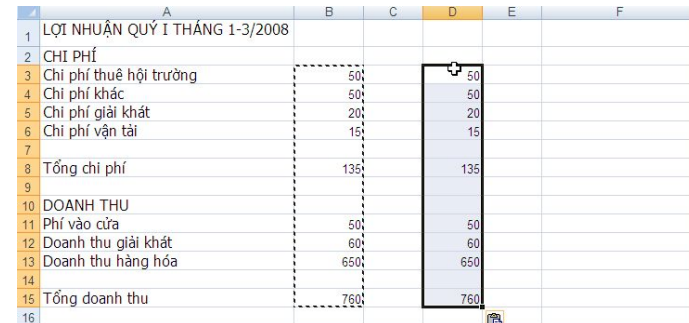 A B C D E F
1 LỢI NHUẬN QUÝ I THÁNG 1-3/2008
2 CHI PHÍ
3 Chi phí thuê hội trường 50 50
4 Chi phí khác 50 50
5 Chi phí giải khát 20 20
6 Chi phí vận tải 15 15
7
8 Tổng chi phí 135 135
9
10 DOANH THU
11 Phí vào cửa 50 50
12 Doanh thu giải khát 60 60
13 Doanh thu hàng hóa 650 650
14
15 Tổng doanh thu 760 760
16